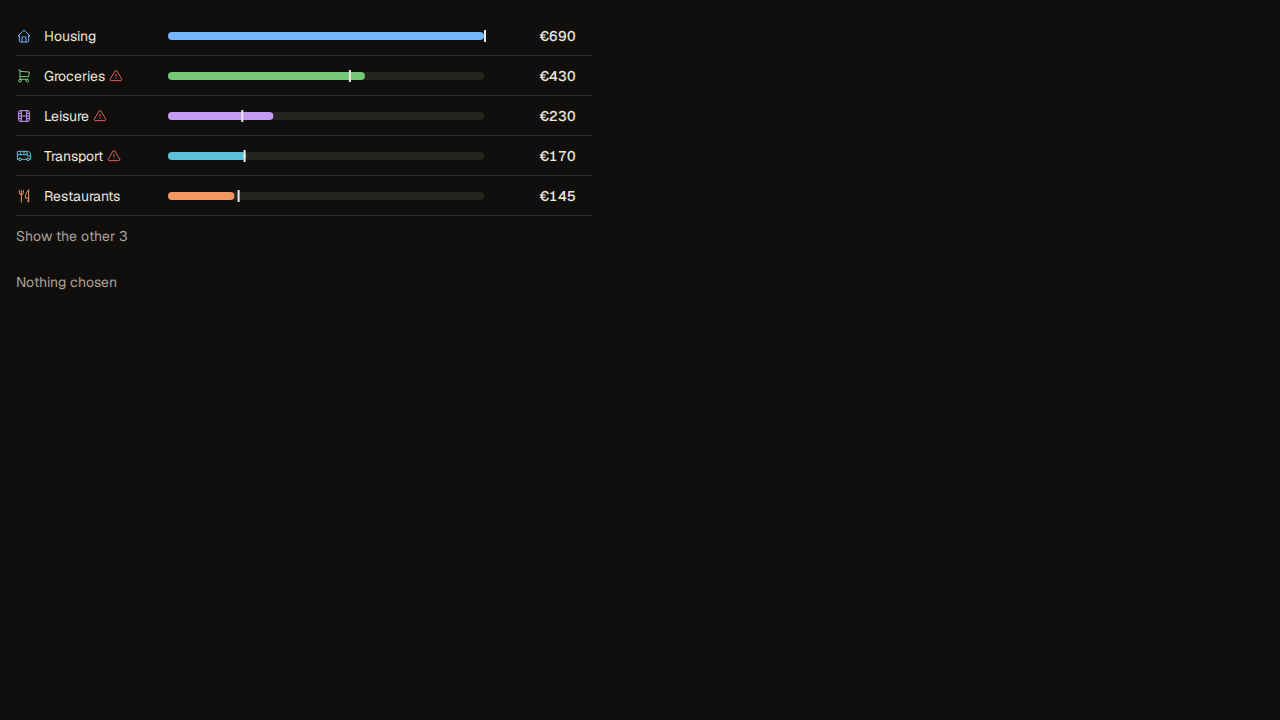 Housing €690
Groceries €430
Leisure €230
Transport €170
Restaurants €145
Show the other 3
Nothing chosen